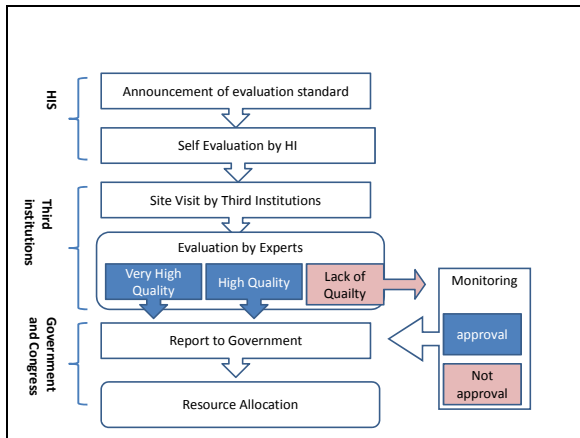 HIS
Announcement of evaluation standard
Self Evaluation by HI
Third
institutions
Site Visit by Third Institutions
Evaluation by Experts
Very High
Quality
High Quality
Lack of
Quailty
Monitoring
approval
Not
approval
Government
and Congress
Report to Government
Resource Allocation